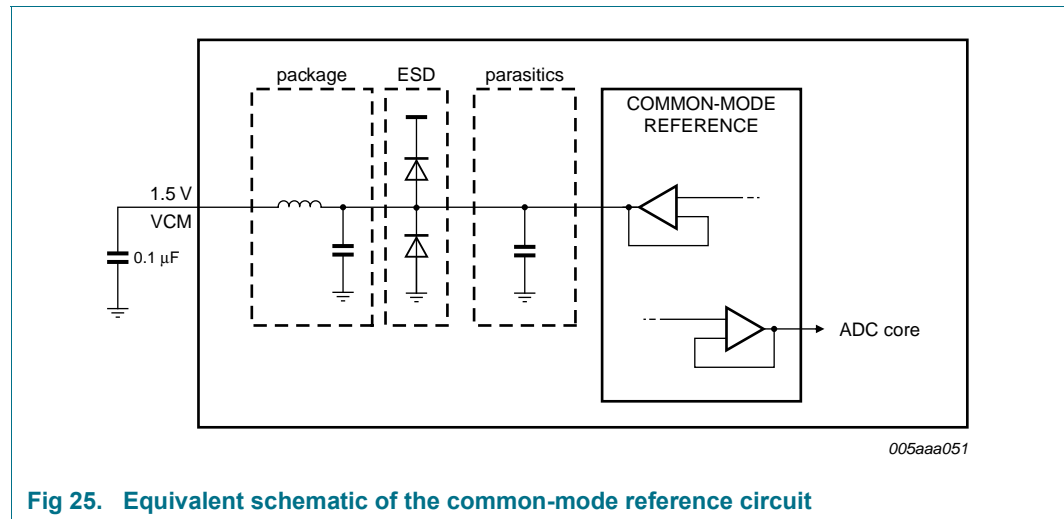 package
ESD
parasitics
COMMON-MODE
REFERENCE
1.5 V
VCM
0.1 μF
ADC core
005aaa051
Fig 25. Equivalent schematic of the common-mode reference circuit